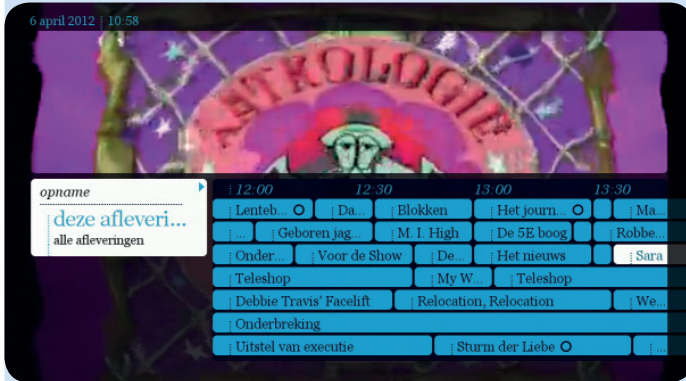 6 april 2012 10:58
ASTROLOGIE
opname
deze afleveri...
alle afleveringen
12:00 12:30 13:00 13:30
Lenteb... Da... Blokken Het journ... Ma...
... Geboren jag... M. I. High De 5E boog Robbe...
Onder... Voor de Show De... Het nieuws Sara
Teleshop My W... Teleshop
Debbie Travis' Facelift Relocation, Relocation We...
Onderbreking
Uitstel van executie Sturm der Liebe ...